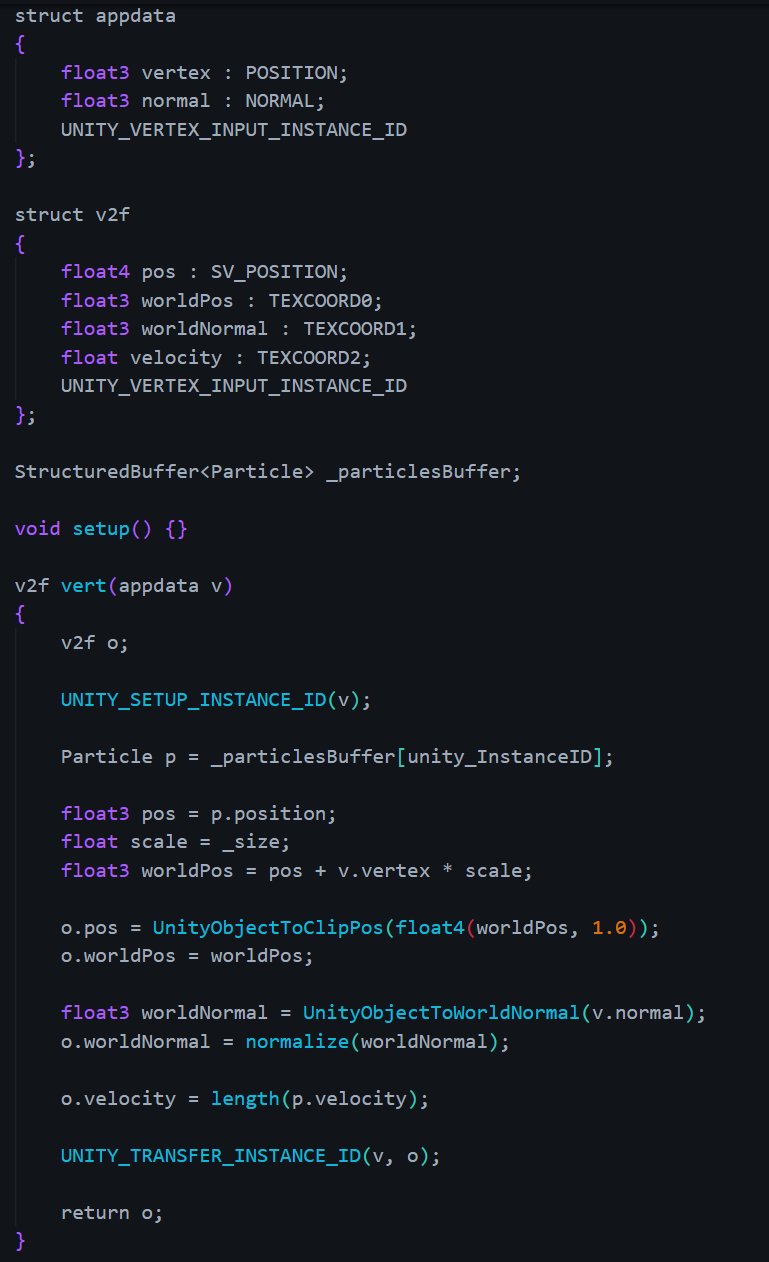 struct appdata
{
    float3 vertex : POSITION;
    float3 normal : NORMAL;
    UNITY_VERTEX_INPUT_INSTANCE_ID
};

struct v2f
{
    float4 pos : SV_POSITION;
    float3 worldPos : TEXCOORD0;
    float3 worldNormal : TEXCOORD1;
    float velocity : TEXCOORD2;
    UNITY_VERTEX_INPUT_INSTANCE_ID
};

StructuredBuffer<Particle> _particlesBuffer;

void setup() {}

v2f vert(appdata v)
{
    v2f o;

    UNITY_SETUP_INSTANCE_ID(v);

    Particle p = _particlesBuffer[unity_InstanceID];

    float3 pos = p.position;
    float scale = _size;
    float3 worldPos = pos + v.vertex * scale;

    o.pos = UnityObjectToClipPos(float4(worldPos, 1.0));
    o.worldPos = worldPos;

    float3 worldNormal = UnityObjectToWorldNormal(v.normal);
    o.worldNormal = normalize(worldNormal);

    o.velocity = length(p.velocity);

    UNITY_TRANSFER_INSTANCE_ID(v, o);

    return o;
}